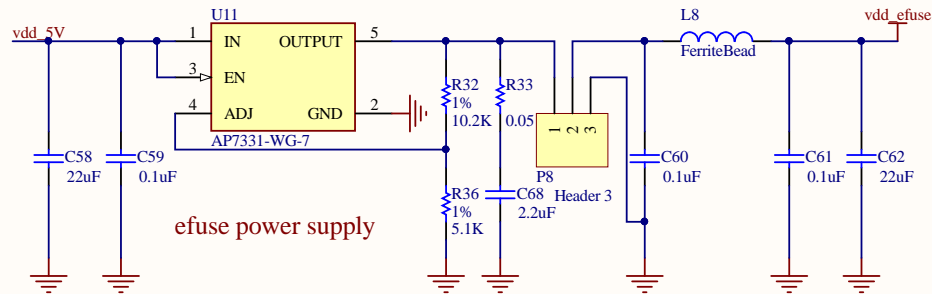 U11
L8
vdd_efuse
vdd_5V
1
IN
OUTPUT
5
FerriteBead
3
EN
R32
1%
10.2K
R33
0.05
4
ADJ
GND
2
1
2
3
AP7331-WG-7
C58
22uF
C59
0.1uF
P8
Header 3
C60
0.1uF
C61
0.1uF
C62
22uF
R36
1%
5.1K
C68
2.2uF
efuse power supply